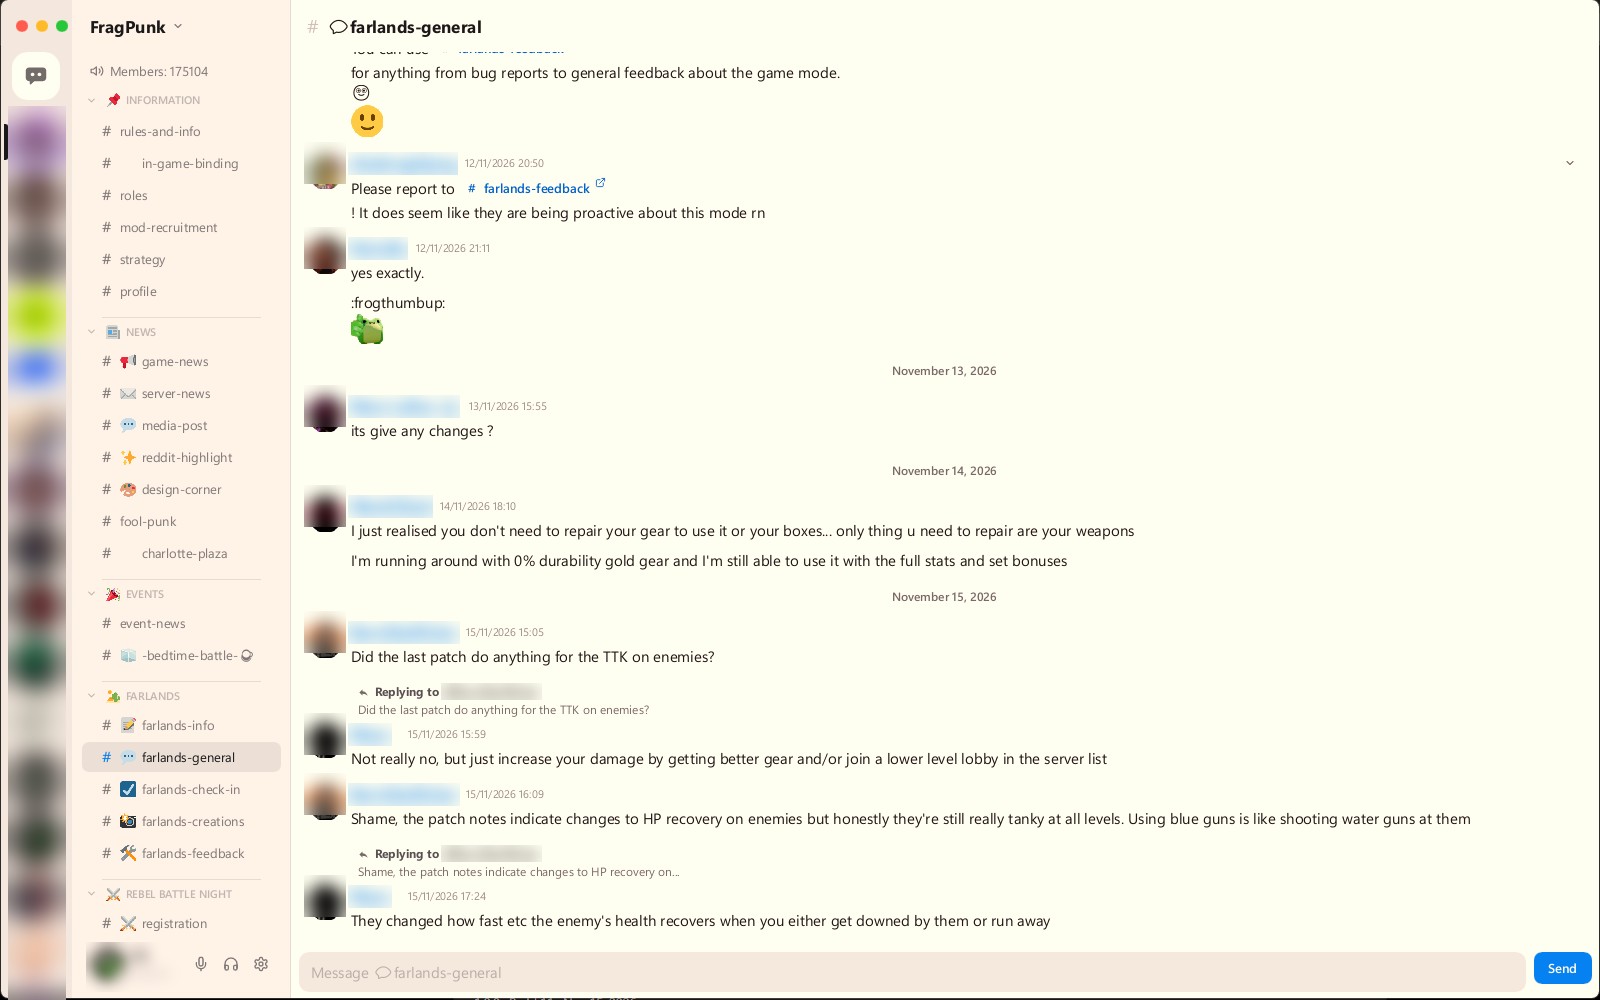 FragPunk
Members: 175104
INFORMATION
# rules-and-info
# in-game-binding
# roles
# mod-recruitment
# strategy
# profile
NEWS
# game-news
# server-news
# media-post
# reddit-highlight
# design-corner
# fool-punk
# charlotte-plaza
EVENTS
# event-news
# -bedtime-battle-
FARLANDS
# farlands-info
# farlands-general
# farlands-check-in
# farlands-creations
# farlands-feedback
REBEL BATTLE NIGHT
# registration
# farlands-general
You can use farlands-feedback
for anything from bug reports to general feedback about the game mode.
12/11/2026 20:50
Please report to # farlands-feedback
! It does seem like they are being proactive about this mode rn
12/11/2026 21:11
yes exactly.
:frogthumbup:
November 13, 2026
13/11/2026 15:55
its give any changes ?
November 14, 2026
14/11/2026 18:10
I just realised you don't need to repair your gear to use it or your boxes... only thing u need to repair are your weapons
I'm running around with 0% durability gold gear and I'm still able to use it with the full stats and set bonuses
November 15, 2026
15/11/2026 15:05
Did the last patch do anything for the TTK on enemies?
Replying to
Did the last patch do anything for the TTK on enemies?
15/11/2026 15:59
Not really no, but just increase your damage by getting better gear and/or join a lower level lobby in the server list
15/11/2026 16:09
Shame, the patch notes indicate changes to HP recovery on enemies but honestly they're still really tanky at all levels. Using blue guns is like shooting water guns at them
Replying to
Shame, the patch notes indicate changes to HP recovery on...
15/11/2026 17:24
They changed how fast etc the enemy's health recovers when you either get downed by them or run away
Message farlands-general
Send